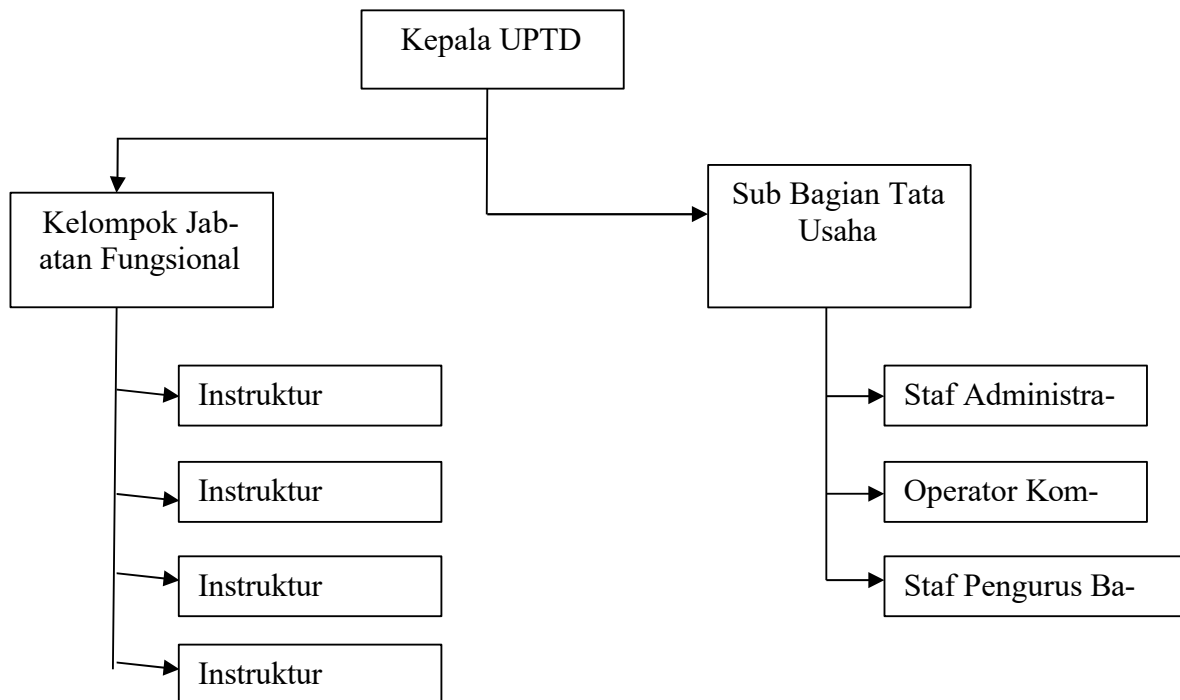 Kepala UPTD
Kelompok Jab-
atan Fungsional
Sub Bagian Tata
Usaha
Instruktur
Instruktur
Instruktur
Instruktur
Staf Administra-
Operator Kom-
Staf Pengurus Ba-